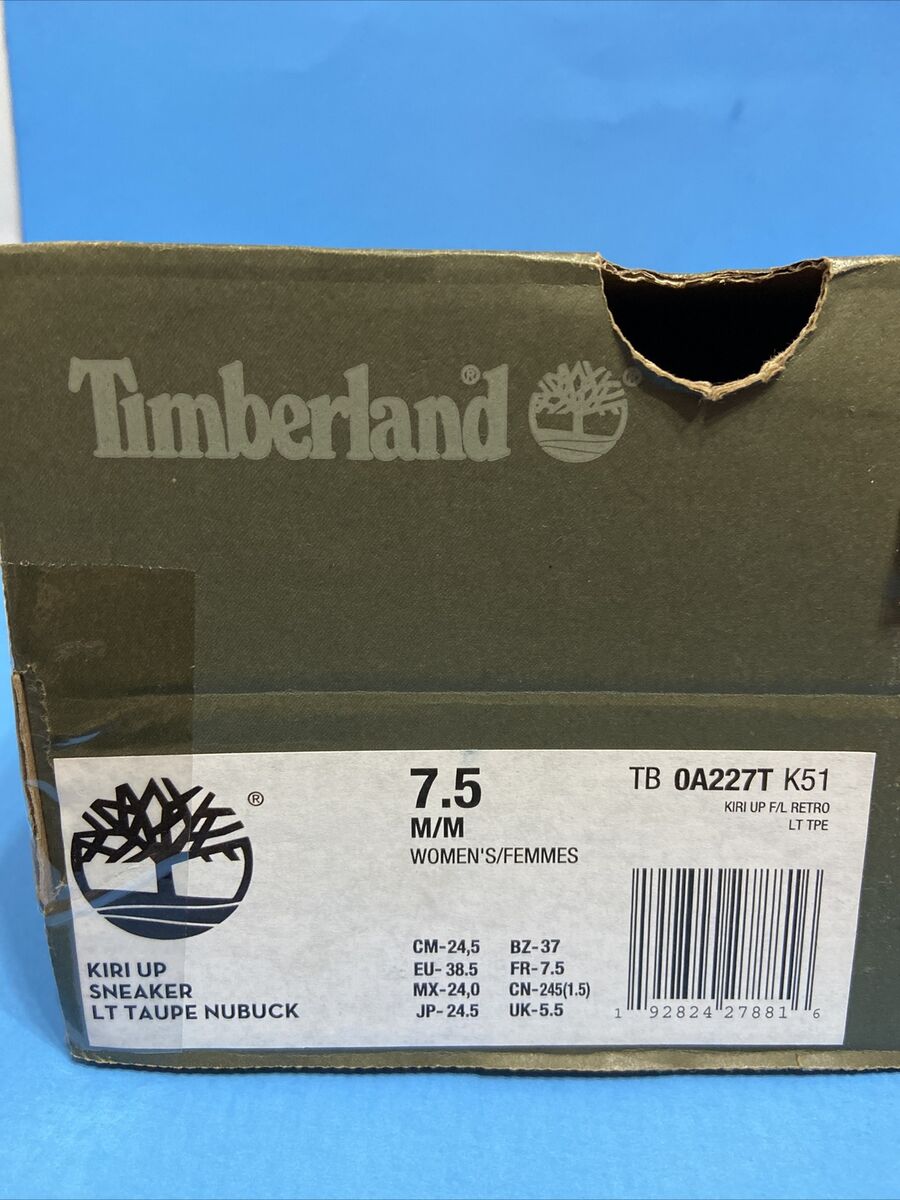 Timberland® ®
®
KIRI UP
SNEAKER
LT TAUPE NUBUCK
7.5
M/M
WOMEN'S/FEMMES
CM-24,5 BZ-37
EU-38.5 FR-7.5
MX-24,0 CN-245(1.5)
JP-24.5 UK-5.5
TB 0A227T K51
KIRI UP F/L RETRO
LT TPE
1 92824 27881 6